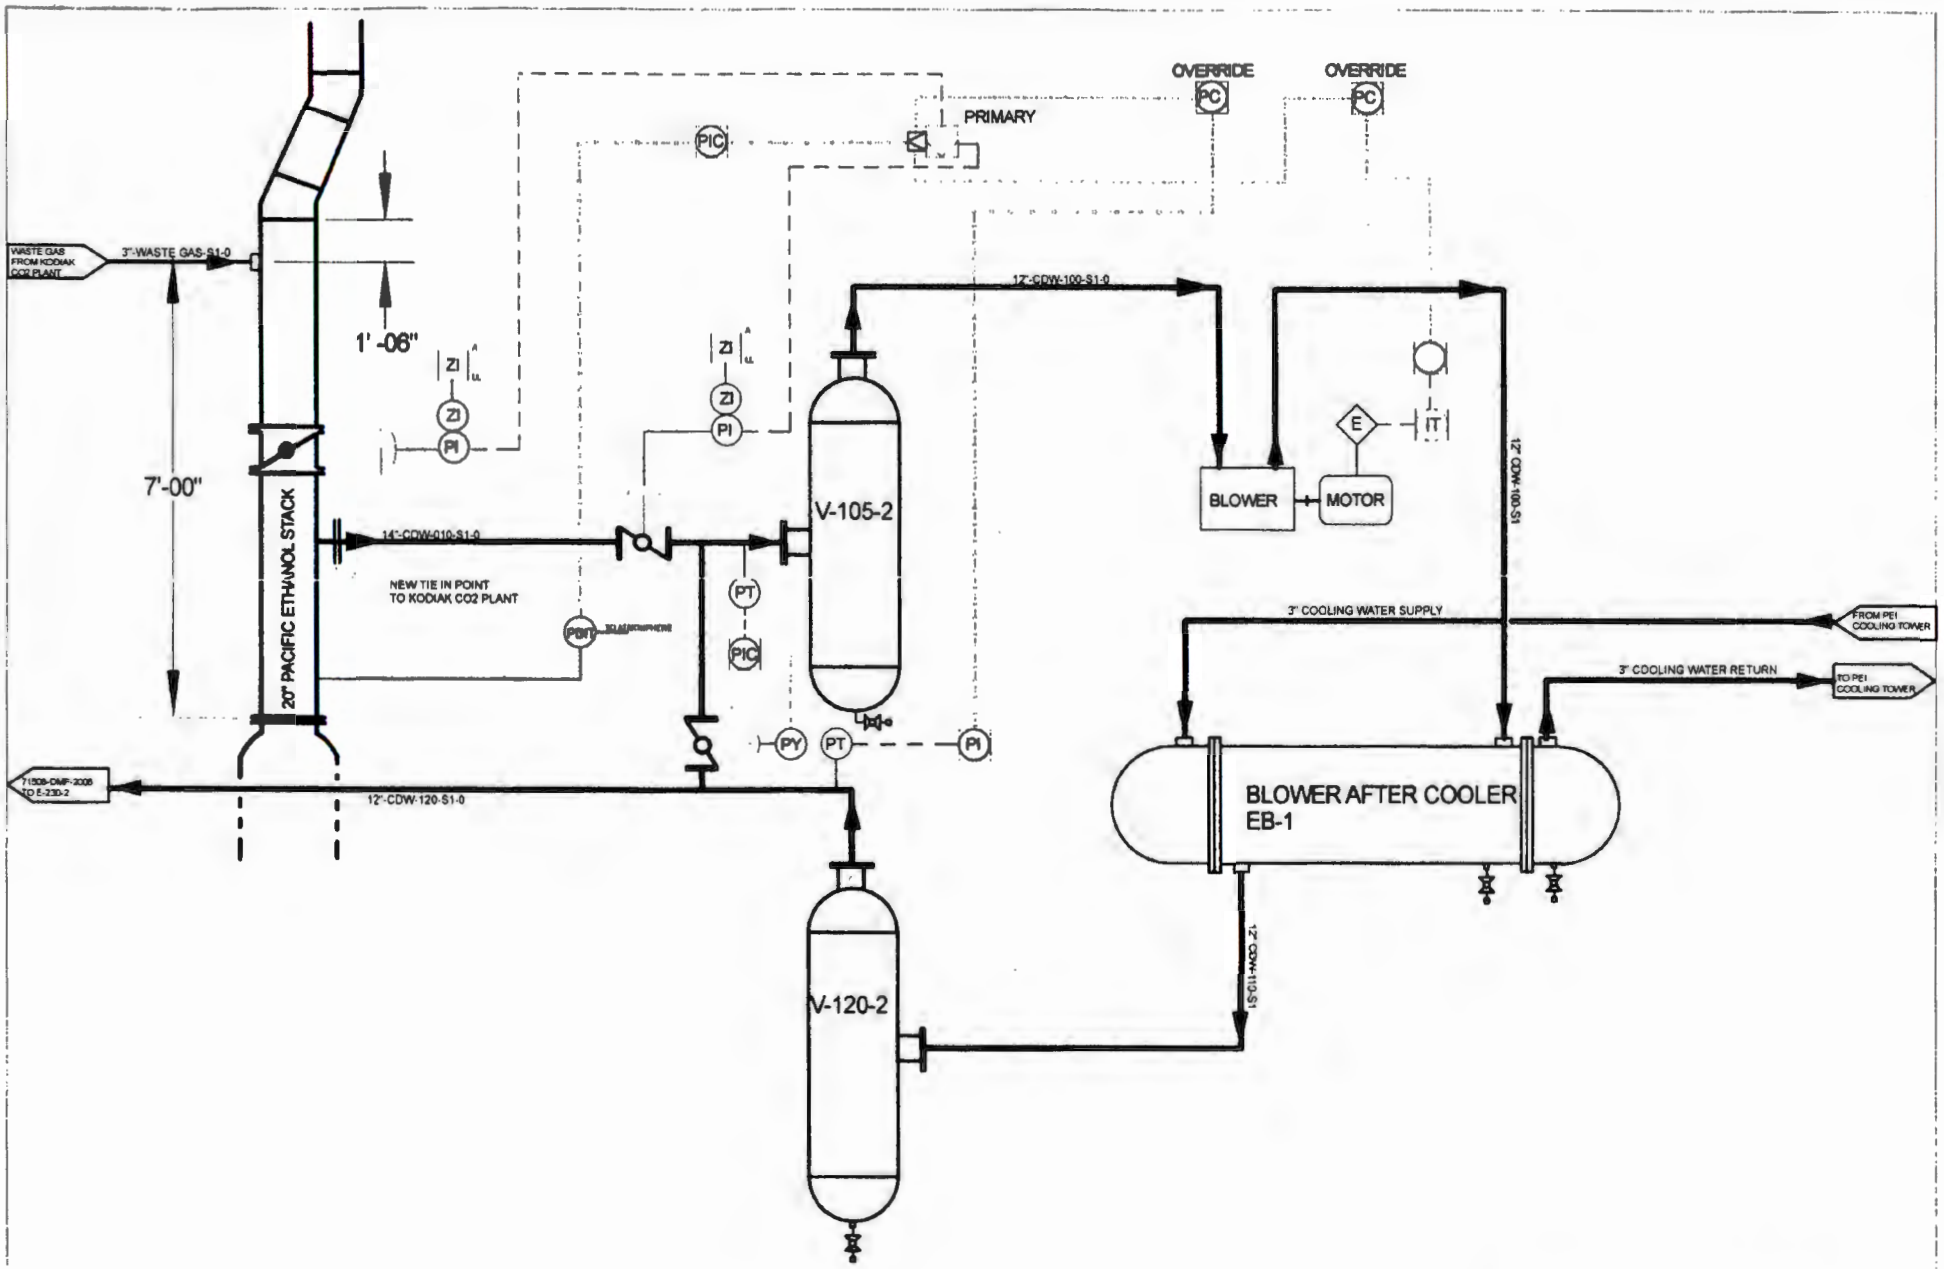 OVERRIDE
OVERRIDE
PC
PC
PRIMARY
PIC
WASTE GAS
FROM KODIAK
CO2 PLANT
3"-WASTE GAS-S1-0
1'-06"
12"-CDW-100-S1-0
ZI
ZI
ZI
ZI
PI
PI
E
IT
7'-00"
V-105-2
BLOWER
MOTOR
12" CDW-100-S1
20" PACIFIC ETHANOL STACK
14"-CDW-010-S1-0
NEW TIE IN POINT
TO KODIAK CO2 PLANT
PT
PIC
3" COOLING WATER SUPPLY
FROM PEI
COOLING TOWER
3" COOLING WATER RETURN
TO PEI
COOLING TOWER
PY
PT
PI
TO E-230-2
12"-CDW-120-S1-0
BLOWER AFTER COOLER
EB-1
12" CDW-110-S1
V-120-2